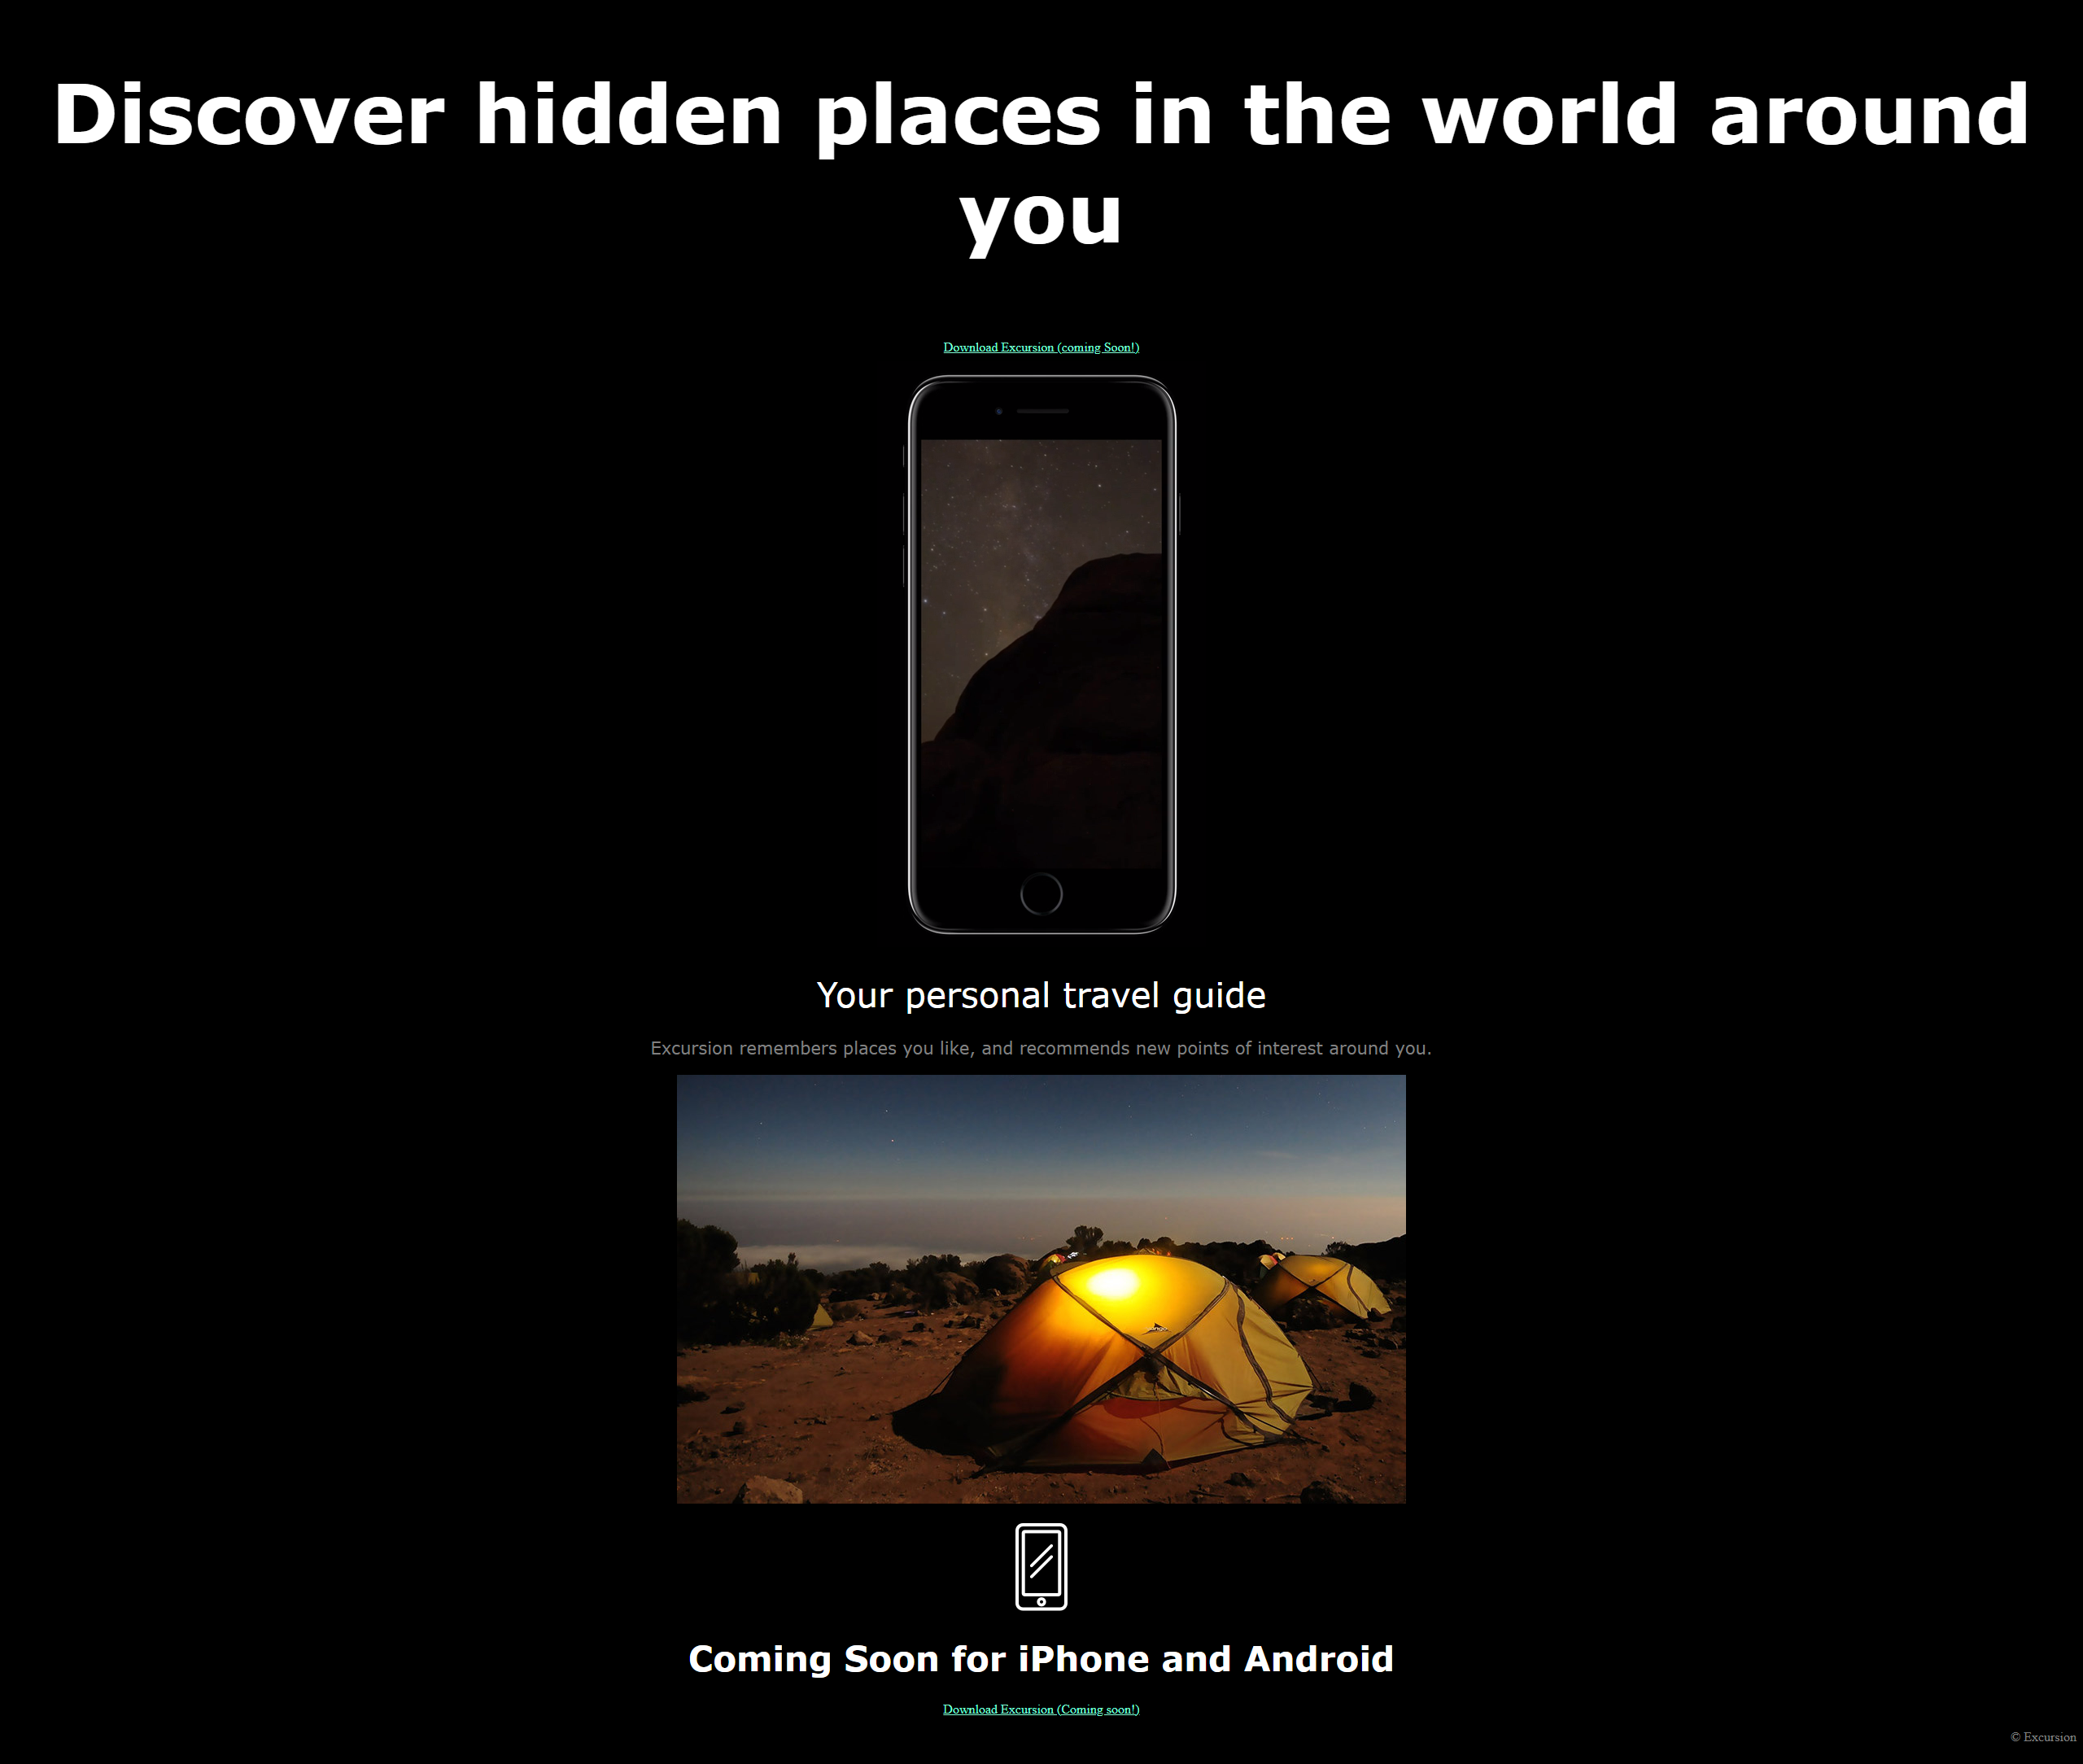 Discover hidden places in the world around
you
Download Excursion (coming Soon!)
Your personal travel guide
Excursion remembers places you like, and recommends new points of interest around you.
Coming Soon for iPhone and Android
Download Excursion (Coming soon!)
© Excursion